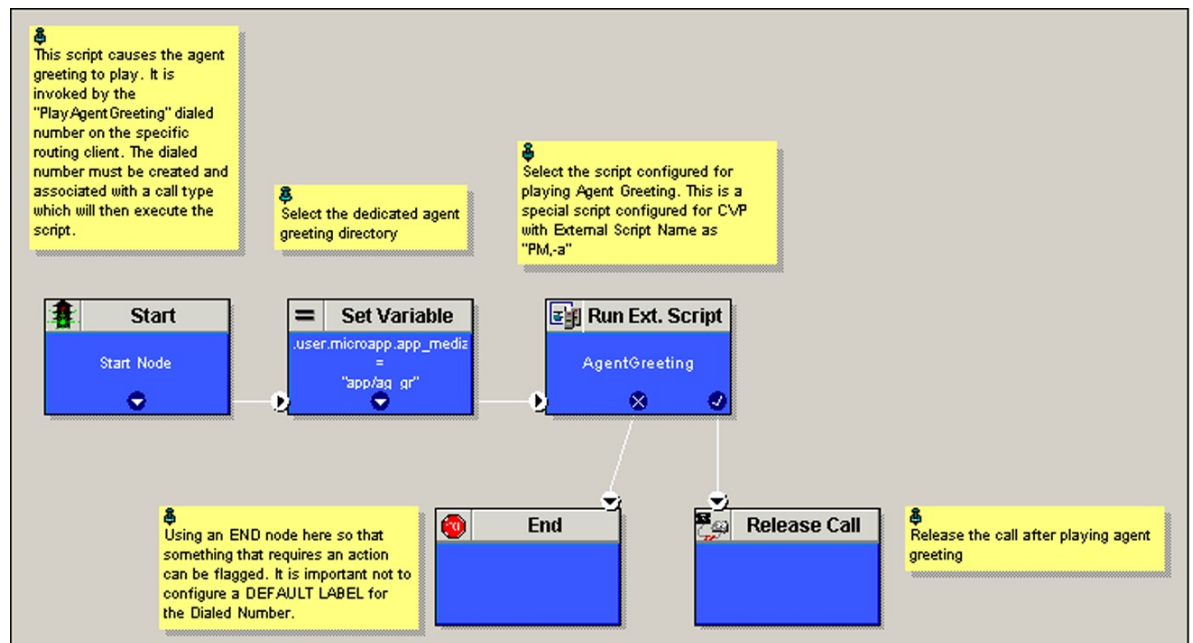 This script causes the agent
greeting to play. It is
invoked by the
"PlayAgentGreeting" dialed
number on the specific
routing client. The dialed
number must be created and
associated with a call type
which will then execute the
script.
Select the dedicated agent
greeting directory
Select the script configured for
playing Agent Greeting. This is a
special script configured for CVP
with External Script Name as
"PM,-a"
Start
Start Node
= Set Variable
.user.microapp.app_media
=
"app/ag_gr"
Run Ext. Script
AgentGreeting
Using an END node here so that
something that requires an action
can be flagged. It is important not to
configure a DEFAULT LABEL for
the Dialed Number.
End
Release Call
Release the call after playing agent
greeting